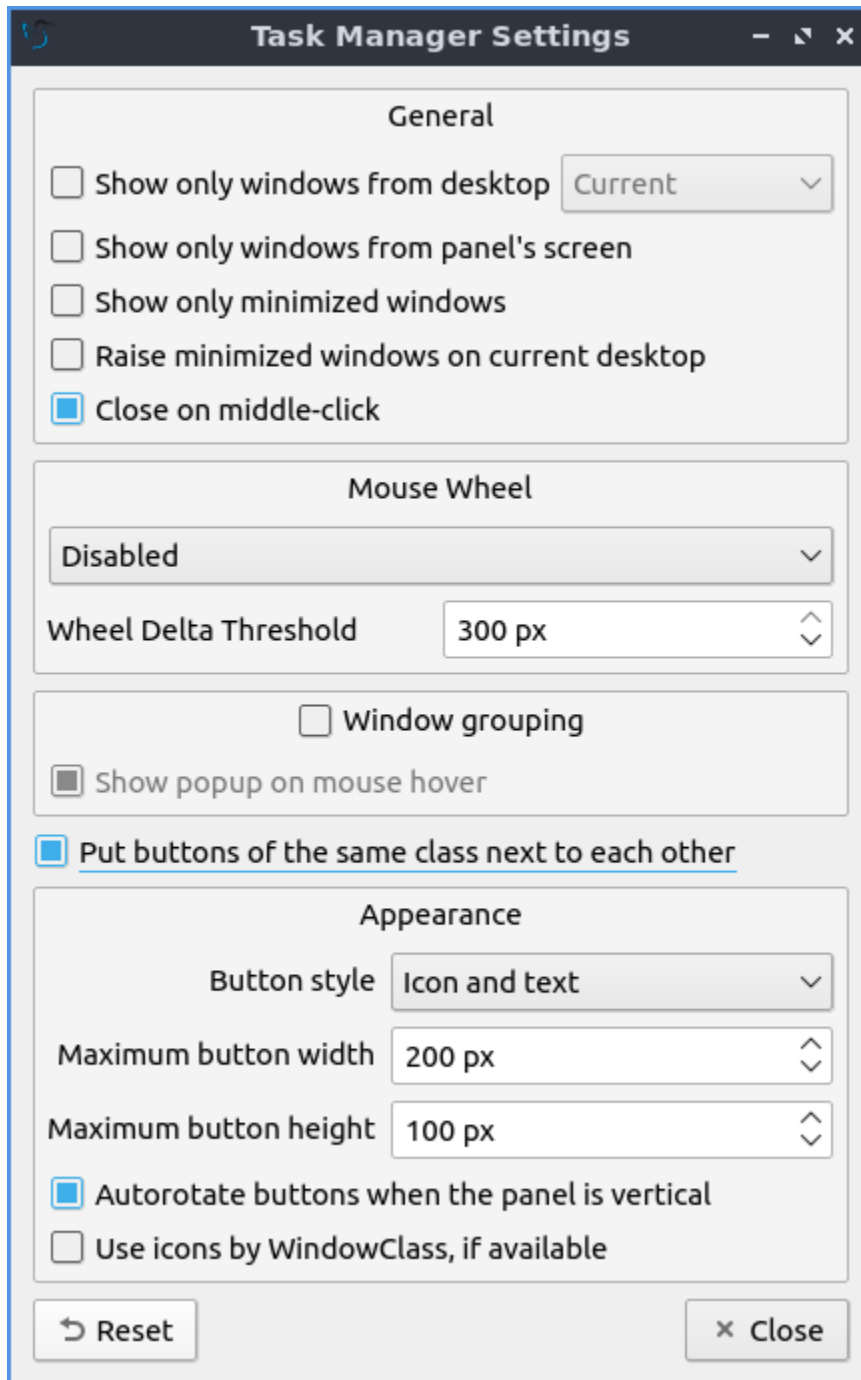 Task Manager Settings
General
Show only windows from desktop Current
Show only windows from panel's screen
Show only minimized windows
Raise minimized windows on current desktop
Close on middle-click
Mouse Wheel
Disabled
Wheel Delta Threshold 300 px
Window grouping
Show popup on mouse hover
Put buttons of the same class next to each other
Appearance
Button style Icon and text
Maximum button width 200 px
Maximum button height 100 px
Autorotate buttons when the panel is vertical
Use icons by WindowClass, if available
Reset Close